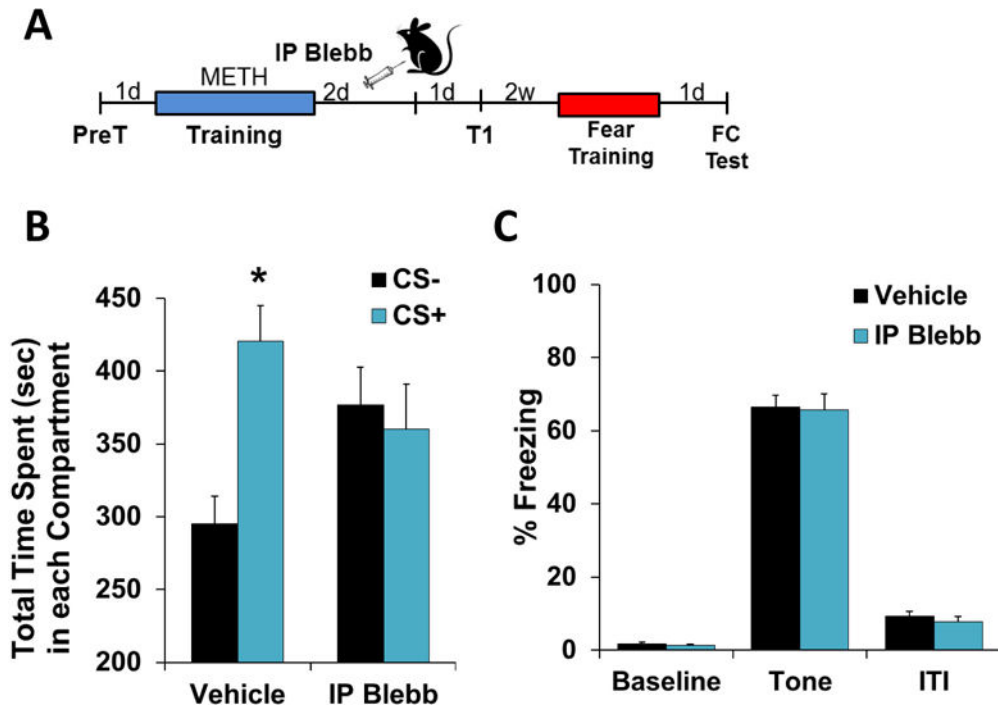 A
IP Blebb
1d METH 2d 1d 2w 1d
PreT Training T1 Fear Training FC Test
B
CS-
CS+
*
Total Time Spent (sec)
in each Compartment
450
400
350
300
250
200
Vehicle IP Blebb
C
Vehicle
IP Blebb
% Freezing
100
80
60
40
20
0
Baseline Tone ITI